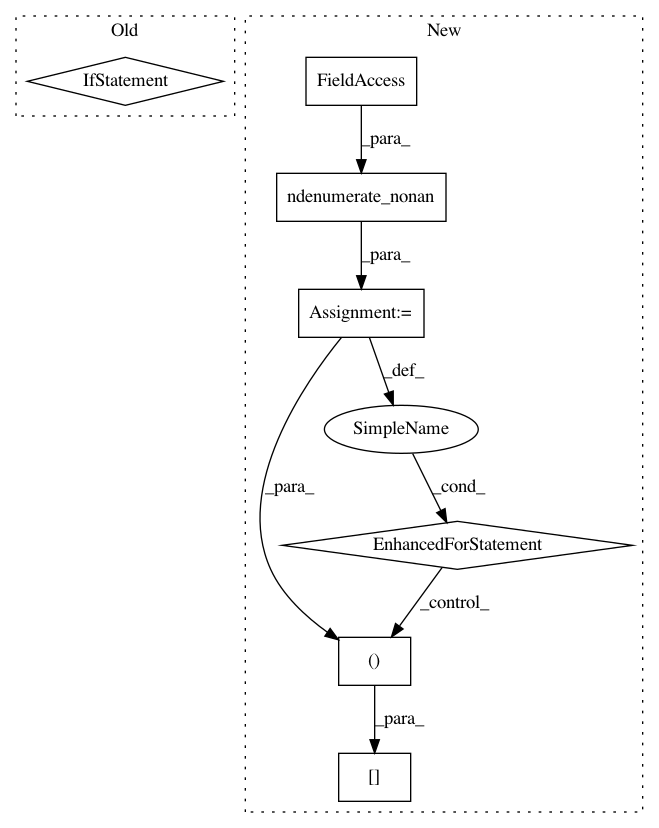 Old
New
IfStatement
FieldAccess
_para_
ndenumerate_nonan
_para_
Assignment:=
_def_
SimpleName
_para_
_cond_
EnhancedForStatement
_control_
()
_para_
[]